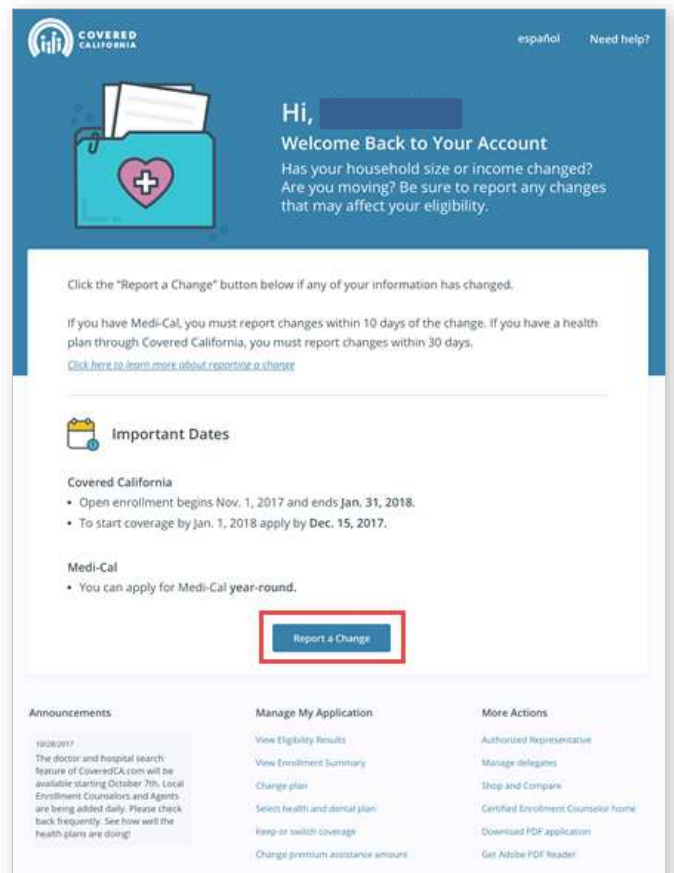 COVERED
CALIFORNIA
español
Need help?
Hi,
Welcome Back to Your Account
Has your household size or income changed?
Are you moving? Be sure to report any changes
that may affect your eligibility.
Click the "Report a Change" button below if any of your information has changed.
If you have Medi-Cal, you must report changes within 10 days of the change. If you have a health
plan through Covered California, you must report changes within 30 days.
Click here to learn more about reporting a change
Important Dates
Covered California
• Open enrollment begins Nov. 1, 2017 and ends Jan. 31, 2018.
• To start coverage by Jan. 1, 2018 apply by Dec. 15, 2017.
Medi-Cal
• You can apply for Medi-Cal year-round.
Report a Change
Announcements
10/28/2017
The doctor and hospital search
feature of CoveredCA.com will be
available starting October 7th. Local
Enrollment Counselors and Agents
are being added daily. Please check
back frequently. See how well the
health plans are doing!
Manage My Application
View Eligibility Results
View Enrollment Summary
Change plan
Select health and dental plan
Keep or switch coverage
Change premium assistance amount
More Actions
Authorized Representative
Manage delegates
Shop and Compare
Certified Enrollment Counselor home
Download PDF application
Get Adobe PDF Reader